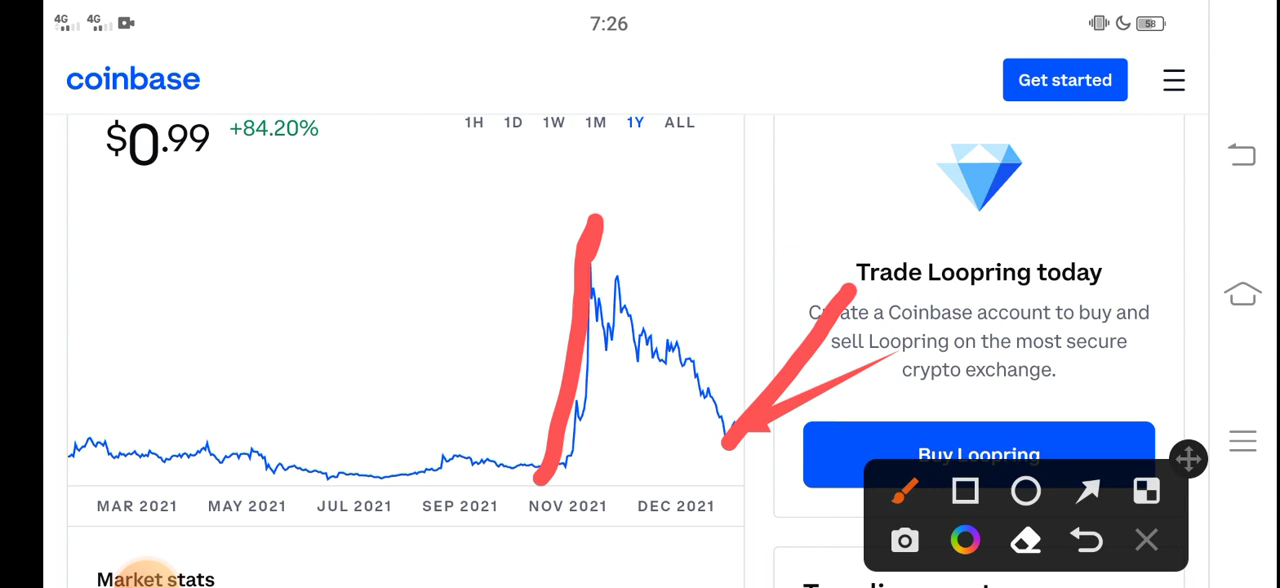 4G 4G 7:26 58
coinbase Get started
$0.99 +84.20% 1H 1D 1W 1M 1Y ALL
Trade Loopring today
Create a Coinbase account to buy and
sell Loopring on the most secure
crypto exchange.
Buy Loopring
MAR 2021 MAY 2021 JUL 2021 SEP 2021 NOV 2021 DEC 2021
Market stats